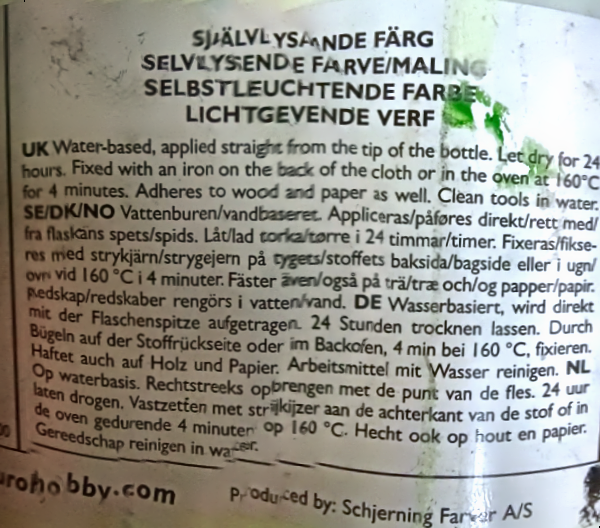 SJÄLVLYSANDE FÄRG
SELVLYSENDE FARVE/MALING
SELBSTLEUCHTENDE FARBE
LICHTGEVENDE VERF
UK Water-based, applied straight from the tip of the bottle. Let dry for 24
hours. Fixed with an iron on the back of the cloth or in the oven at 160°C
for 4 minutes. Adheres to wood and paper as well. Clean tools in water.
SE/DK/NO Vattenburen/vandbaseret. Appliceras/påføres direkt/rett med/
fra flaskans spets/spids. Låt/lad torka/tørre i 24 timmar/timer. Fixeras/fikse-
res med strykjärn/strygejern på tygets/stoffets baksida/bagside eller i ugn/
ovn vid 160 °C i 4 minuter. Fäster även/også på trä/træ och/og papper/papir.
Redskap/redskaber rengörs i vatten/vand. DE Wasserbasiert, wird direkt
mit der Flaschenspitze aufgetragen. 24 Stunden trocknen lassen. Durch
Bügeln auf der Stoffrückseite oder im Backofen, 4 min bei 160 °C, fixieren.
Haftet auch auf Holz und Papier. Arbeitsmittel mit Wasser reinigen. NL
Op waterbasis. Rechtstreeks opbrengen met de punt van de fles. 24 uur
laten drogen. Vastzetten met strijkijzer aan de achterkant van de stof of in
de oven gedurende 4 minuten op 160 °C. Hecht ook op hout en papier.
Gereedschap reinigen in water.
urohobby.com
Produced by: Schjerning Farver A/S